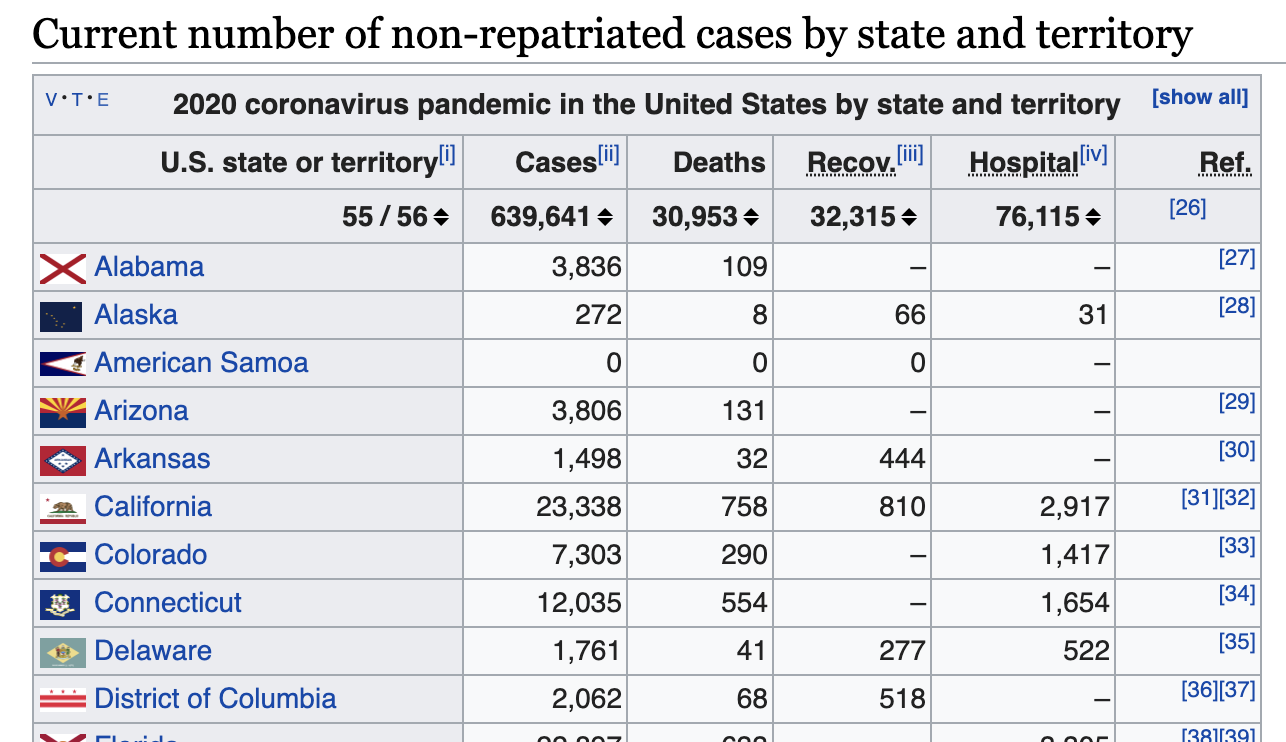 Current number of non-repatriated cases by state and territory
V · T · E 2020 coronavirus pandemic in the United States by state and territory [show all]
U.S. state or territory[i] Cases[ii] Deaths Recov.[iii] Hospital[iv] Ref.
55 / 56 639,641 30,953 32,315 76,115 [26]
Alabama 3,836 109 – – [27]
Alaska 272 8 66 31 [28]
American Samoa 0 0 0 –
Arizona 3,806 131 – – [29]
Arkansas 1,498 32 444 – [30]
California 23,338 758 810 2,917 [31][32]
Colorado 7,303 290 – 1,417 [33]
Connecticut 12,035 554 – 1,654 [34]
Delaware 1,761 41 277 522 [35]
District of Columbia 2,062 68 518 – [36][37]
Florida [38][39]